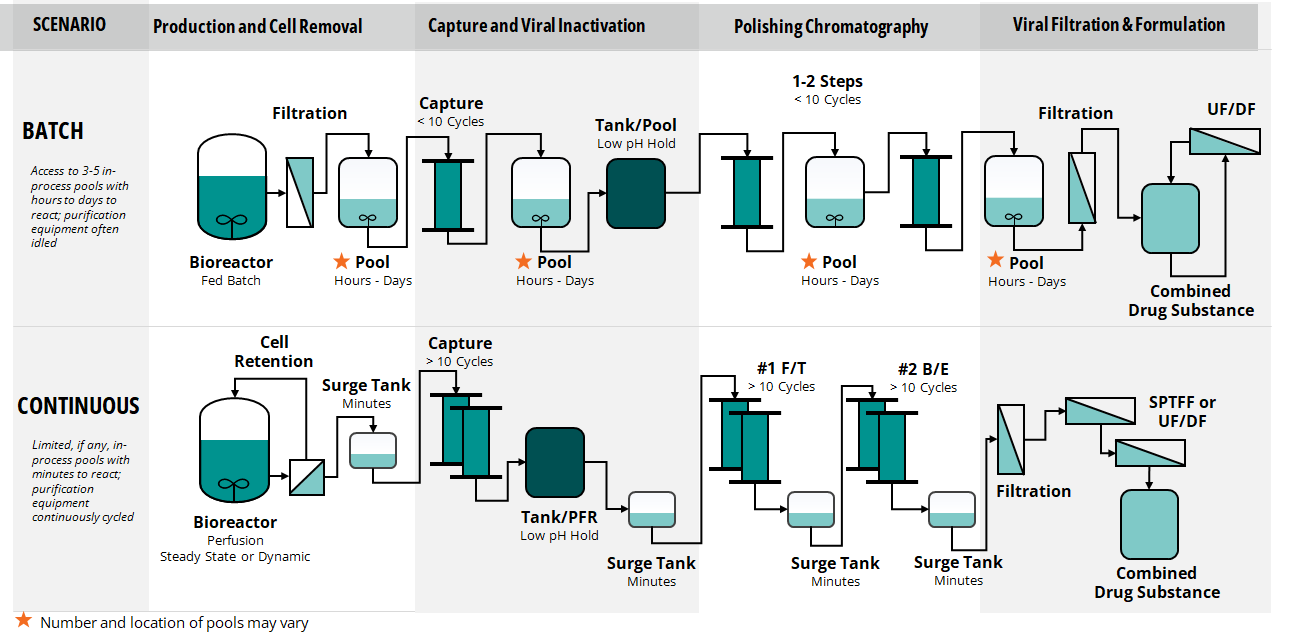 SCENARIO
Production and Cell Removal
Capture and Viral Inactivation
Polishing Chromatography
Viral Filtration & Formulation
BATCH
Access to 3-5 in-
process pools with
hours to days to
react; purification
equipment often
idled
Filtration
Bioreactor
Fed Batch
Pool
Hours - Days
Capture
< 10 Cycles
Pool
Hours - Days
Tank/Pool
Low pH Hold
1-2 Steps
< 10 Cycles
Pool
Hours - Days
Pool
Hours - Days
Filtration
UF/DF
Combined
Drug Substance
CONTINUOUS
Limited, if any, in-
process pools with
minutes to react;
purification
equipment
continuously cycled
Cell
Retention
Bioreactor
Perfusion
Steady State or Dynamic
Surge Tank
Minutes
Capture
> 10 Cycles
Tank/PFR
Low pH Hold
Surge Tank
Minutes
#1 F/T
> 10 Cycles
Surge Tank
Minutes
#2 B/E
> 10 Cycles
Surge Tank
Minutes
Filtration
SPTFF or
UF/DF
Combined
Drug Substance
Number and location of pools may vary